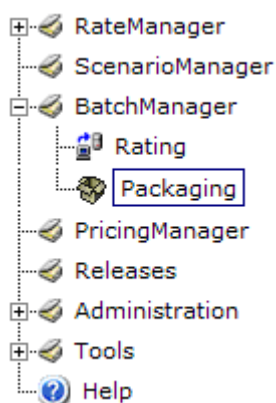 RateManager
ScenarioManager
BatchManager
Rating
Packaging
PricingManager
Releases
Administration
Tools
Help